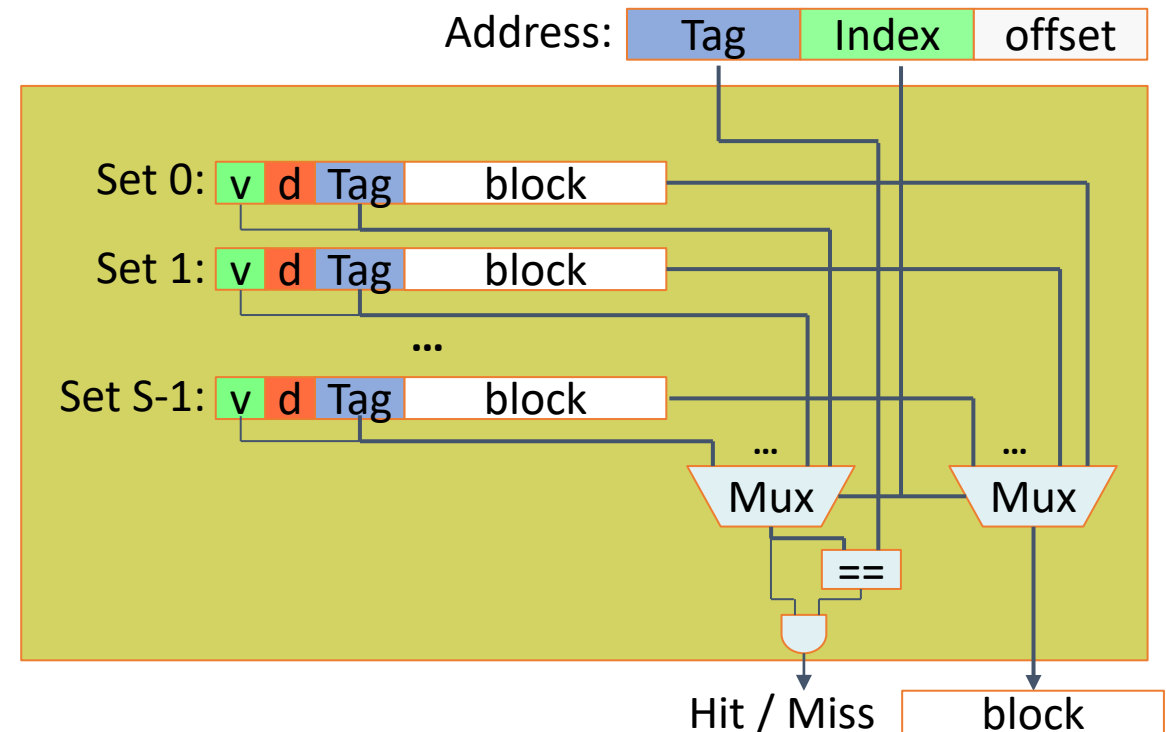 Address: Tag Index offset
Set 0: v d Tag block
Set 1: v d Tag block
...
Set S-1: v d Tag block
... ...
Mux Mux
==
Hit / Miss block